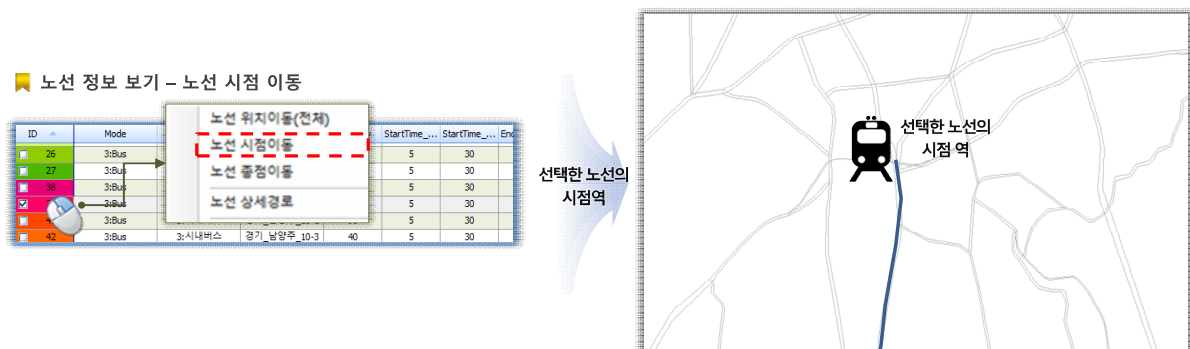 노선 정보 보기 – 노선 시점 이동
노선 위치이동(전체)
노선 시점이동
노선 종점이동
노선 상세경로
ID Mode StartTime_... StartTime_...
26 3:Bus 5 30
27 3:Bus 5 30
38 3:Bus 5 30
3:Bus 5 30
3:Bus 5 30
42 3:Bus 3:시내버스 경기_남양주_10-3 40 5 30
선택한 노선의
시점역
선택한 노선의
시점 역